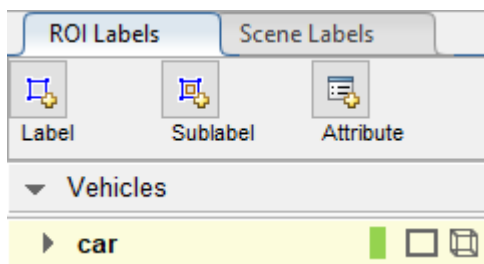 ROI Labels Scene Labels
Label Sublabel Attribute
Vehicles
car